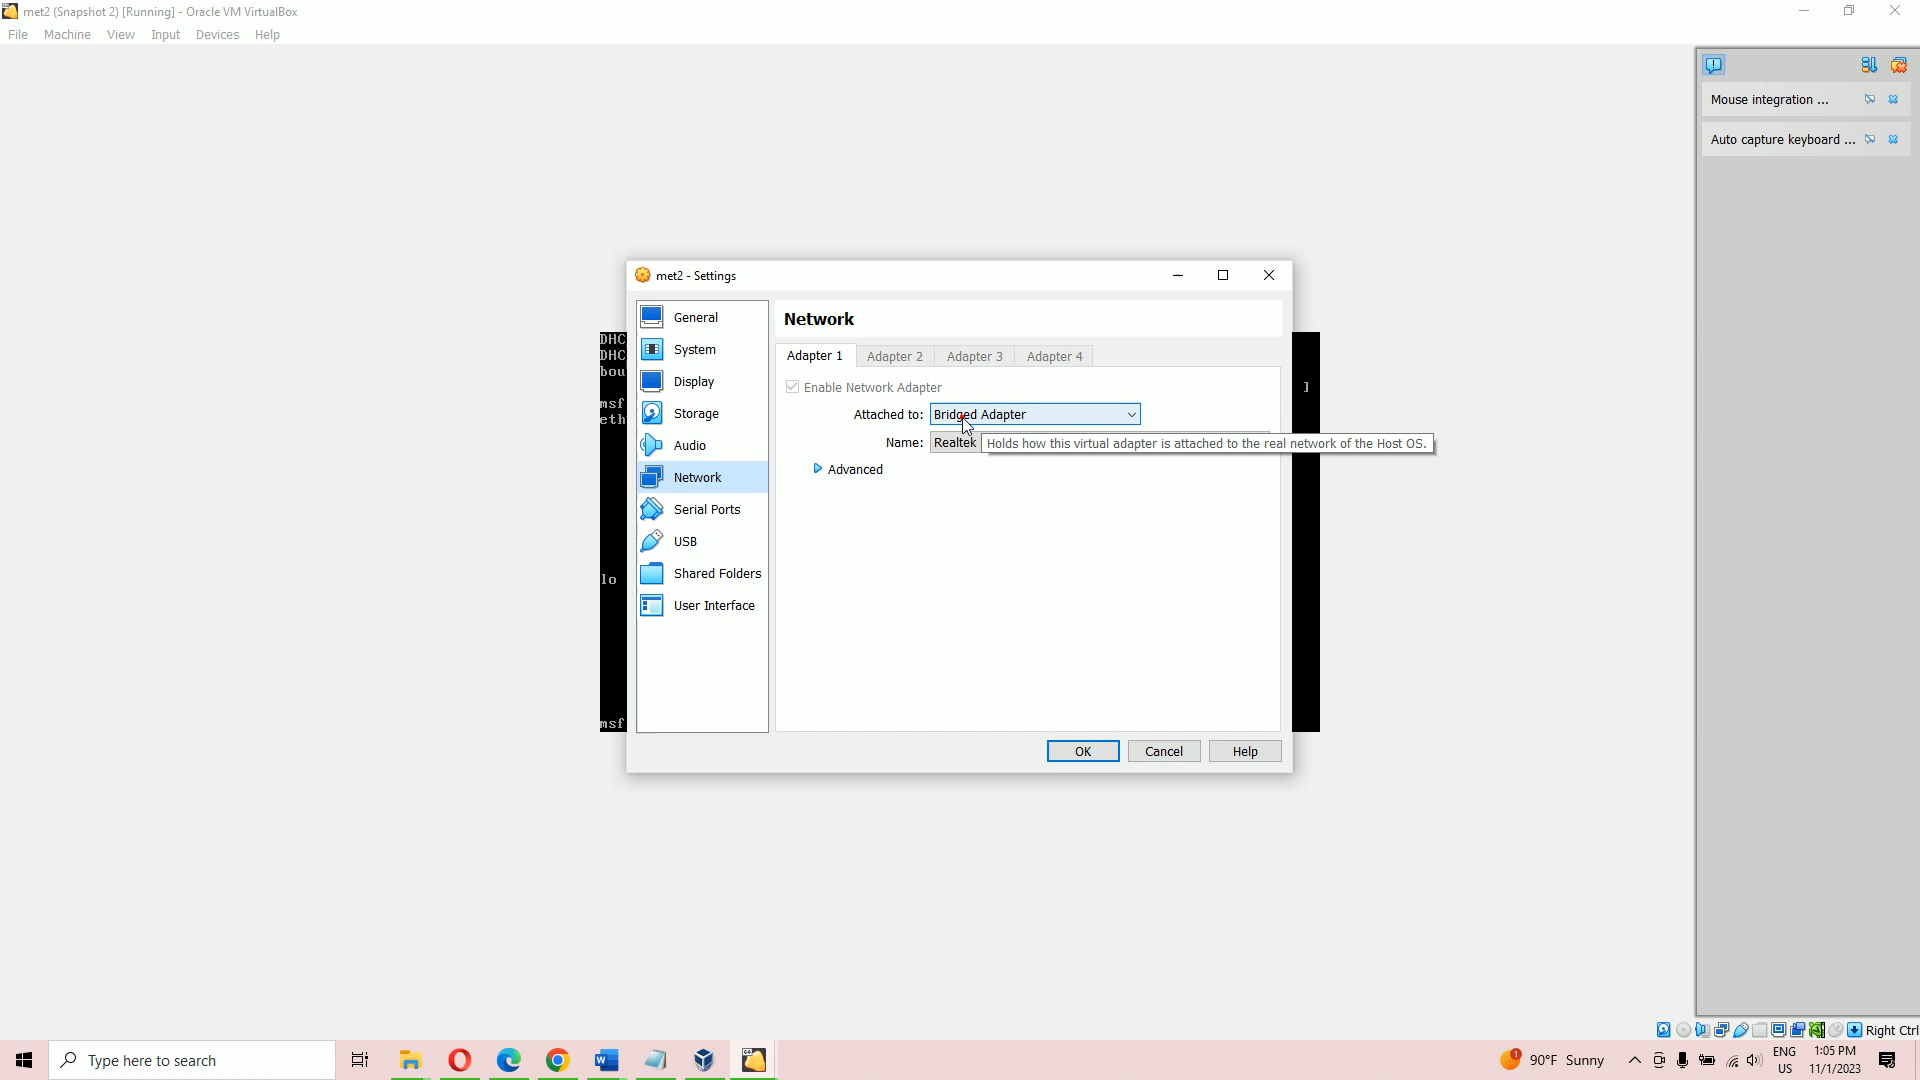 met2 (Snapshot 2) [Running] - Oracle VM VirtualBox
File Machine View Input Devices Help
Mouse integration ...
Auto capture keyboard ...
met2 - Settings
General
System
Display
Storage
Audio
Network
Serial Ports
USB
Shared Folders
User Interface
Network
Adapter 1 Adapter 2 Adapter 3 Adapter 4
Enable Network Adapter
Attached to: Bridged Adapter
Name: Realtek
Holds how this virtual adapter is attached to the real network of the Host OS.
Advanced
OK Cancel Help
DHC
DHC
bou
]
msf
eth
lo
msf
Right Ctrl
Type here to search
90°F Sunny
ENG
US
1:05 PM
11/1/2023